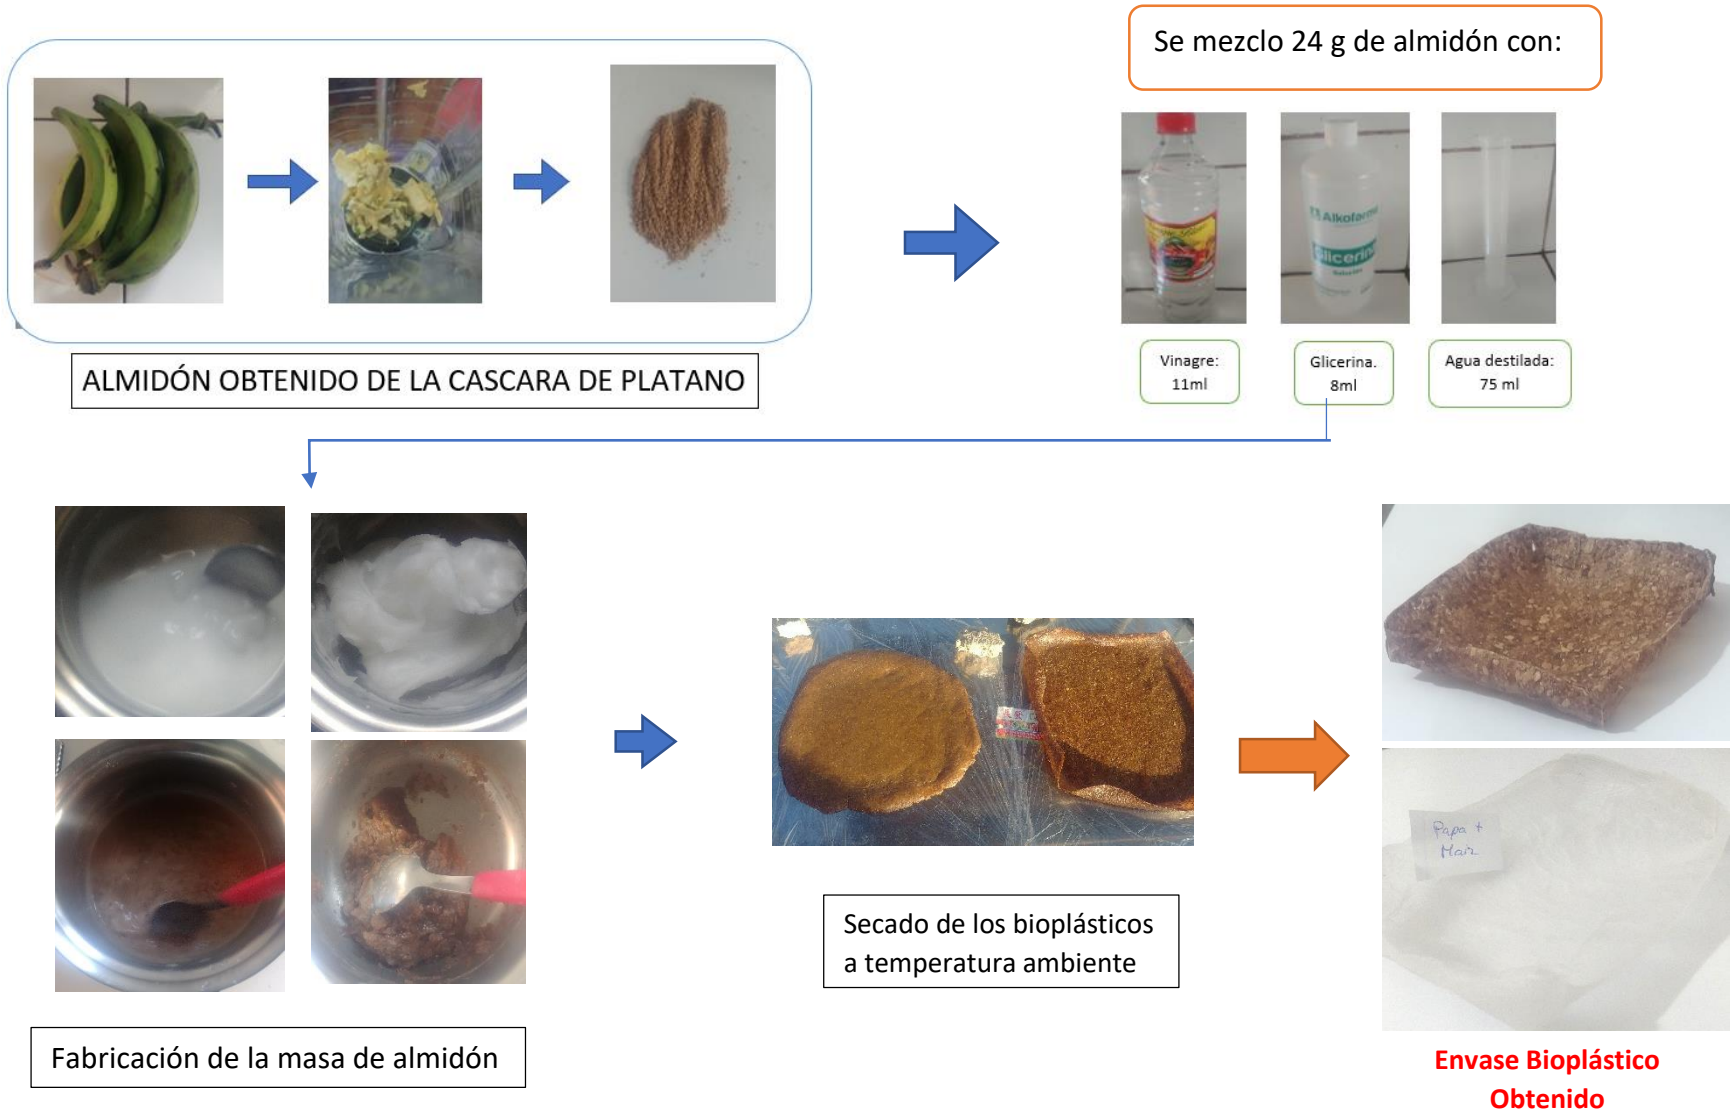 Se mezclo 24 g de almidón con:
Alkofarma
Glicerina
Vinagre:
11ml
Glicerina.
8ml
Agua destilada:
75 ml
ALMIDÓN OBTENIDO DE LA CASCARA DE PLATANO
Papa +
Maiz
Secado de los bioplásticos
a temperatura ambiente
Fabricación de la masa de almidón
Envase Bioplástico
Obtenido